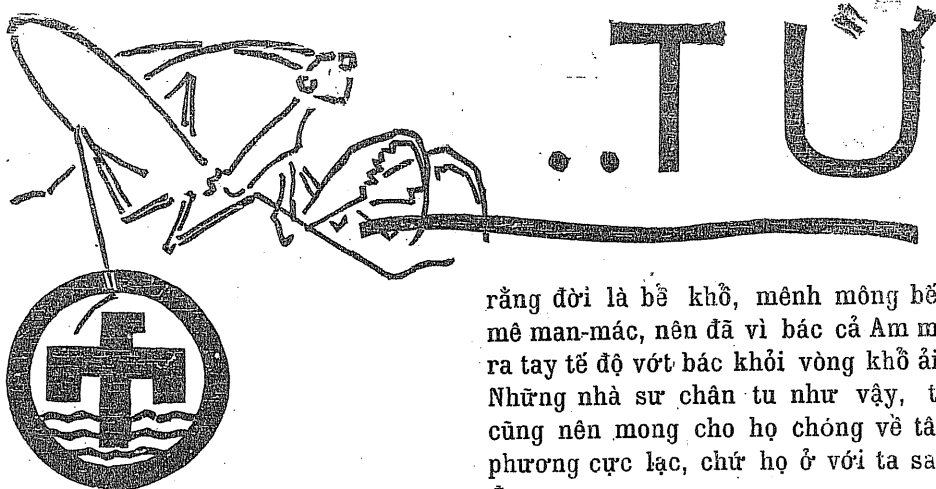 ..TỪ
rằng đời là bể khổ, mênh mông bể
mê man-mác, nên đã vì bác cả Am m
ra tay tế độ vớt bác khỏi vòng khổ ải
Những nhà sư chân tu như vậy, t
cũng nên mong cho họ chóng về tâ
phương cực lạc, chứ họ ở với ta sa